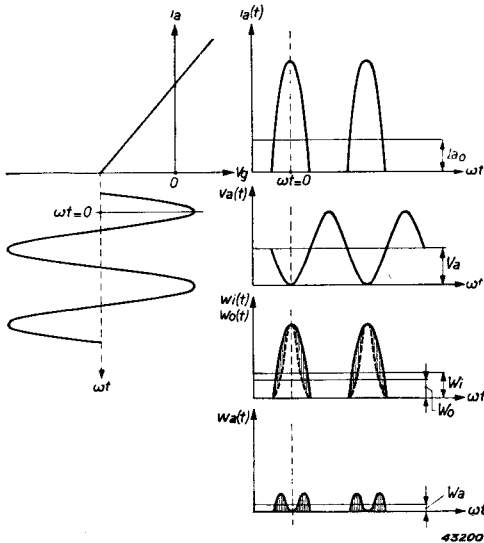 ia
ia(t)
0
Vg
ωt=0
Iao
ωt
ωt=0
ωt
Va(t)
Va
ωt
Wi(t)
Wo(t)
Wi
ωt
Wo
Wa(t)
Wa
ωt
43200